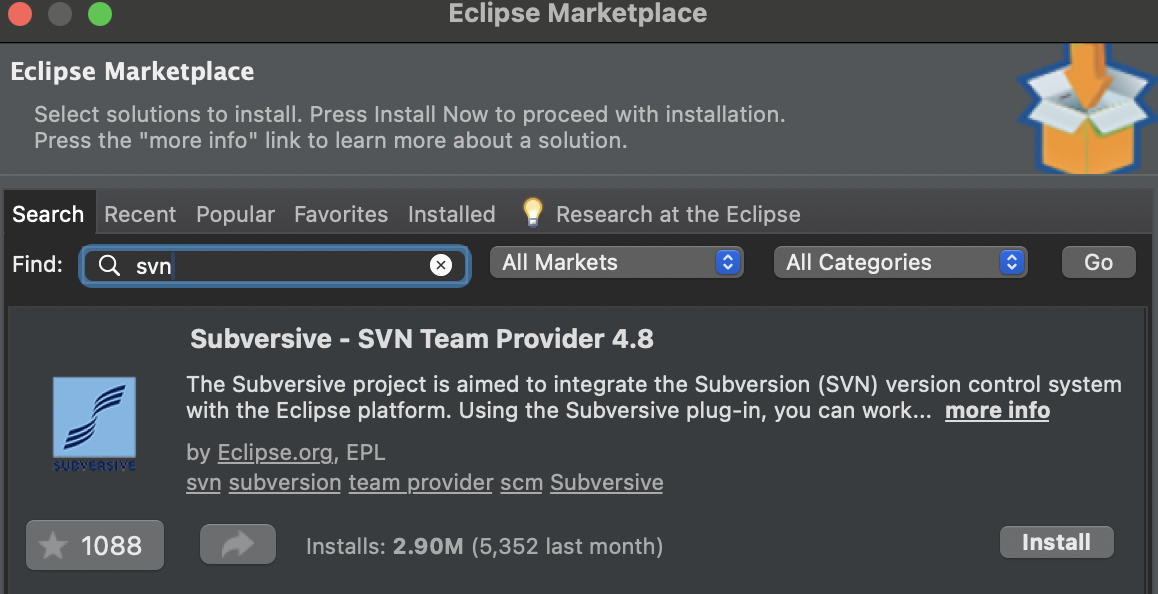 Eclipse Marketplace
Eclipse Marketplace
Select solutions to install. Press Install Now to proceed with installation.
Press the "more info" link to learn more about a solution.
Search Recent Popular Favorites Installed Research at the Eclipse
Find: svn All Markets All Categories Go
Subversive - SVN Team Provider 4.8
The Subversive project is aimed to integrate the Subversion (SVN) version control system
with the Eclipse platform. Using the Subversive plug-in, you can work... more info
SUBVERSIVE
by Eclipse.org, EPL
svn subversion team provider scm Subversive
1088 Installs: 2.90M (5,352 last month) Install